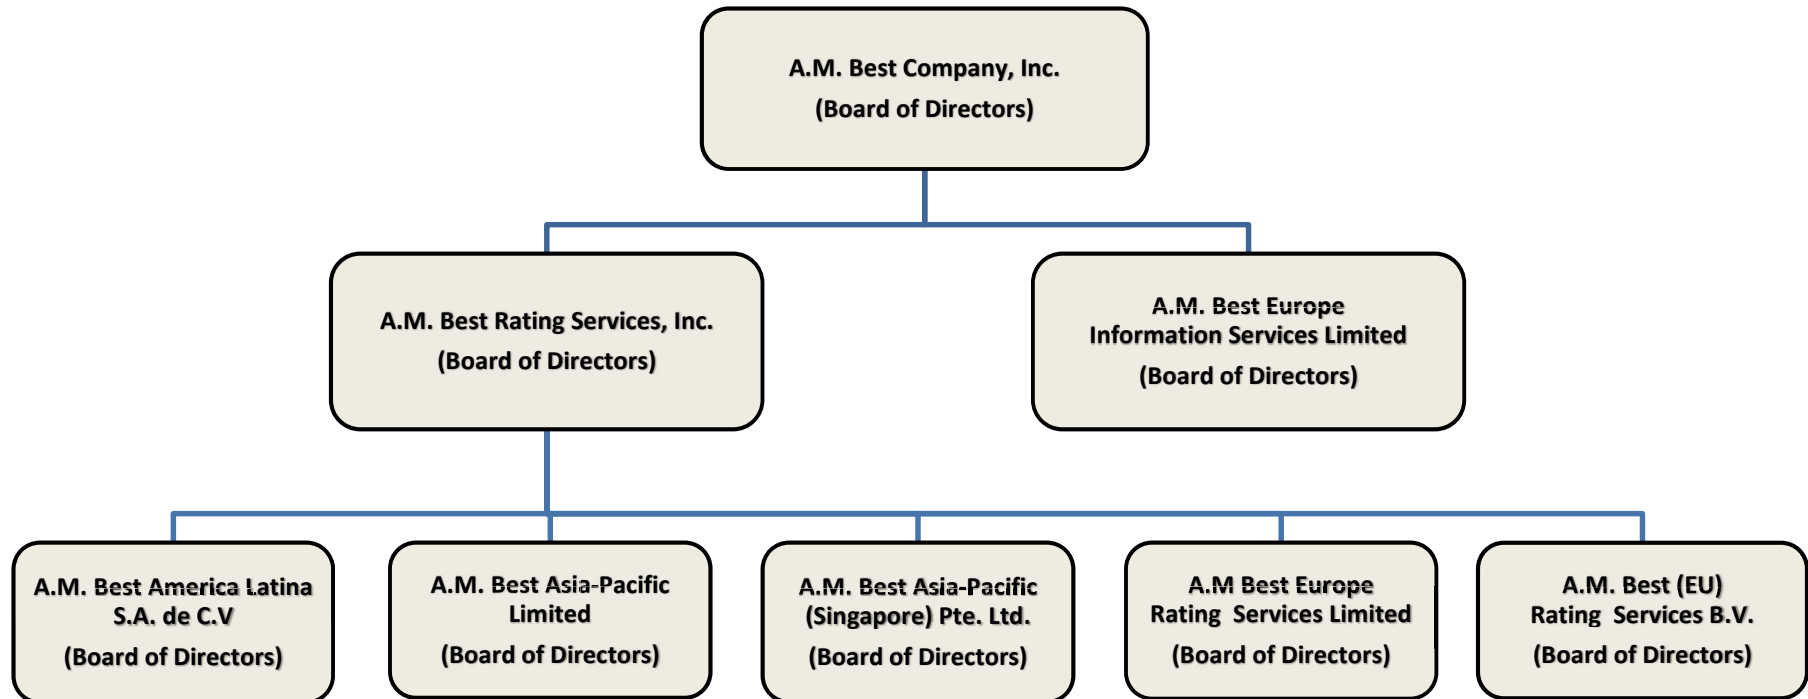 A.M. Best Company, Inc.
(Board of Directors)
A.M. Best Rating Services, Inc.
(Board of Directors)
A.M. Best Europe
Information Services Limited
(Board of Directors)
A.M. Best America Latina
S.A. de C.V
(Board of Directors)
A.M. Best Asia-Pacific
Limited
(Board of Directors)
A.M. Best Asia-Pacific
(Singapore) Pte. Ltd.
(Board of Directors)
A.M Best Europe
Rating Services Limited
(Board of Directors)
A.M. Best (EU)
Rating Services B.V.
(Board of Directors)